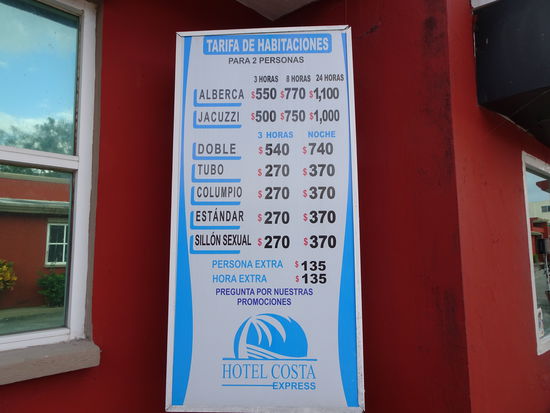 TARIFA DE HABITACIONES
PARA 2 PERSONAS
3 HORAS 8 HORAS 24 HORAS
ALBERCA $550 $770 $1,100
JACUZZI $500 $750 $1,000
3 HORAS NOCHE
DOBLE $540 $740
TUBO $270 $370
COLUMPIO $270 $370
ESTÁNDAR $270 $370
SILLÓN SEXUAL $270 $370
PERSONA EXTRA $135
HORA EXTRA $135
PREGUNTA POR NUESTRAS
PROMOCIONES
HOTEL COSTA
EXPRESS